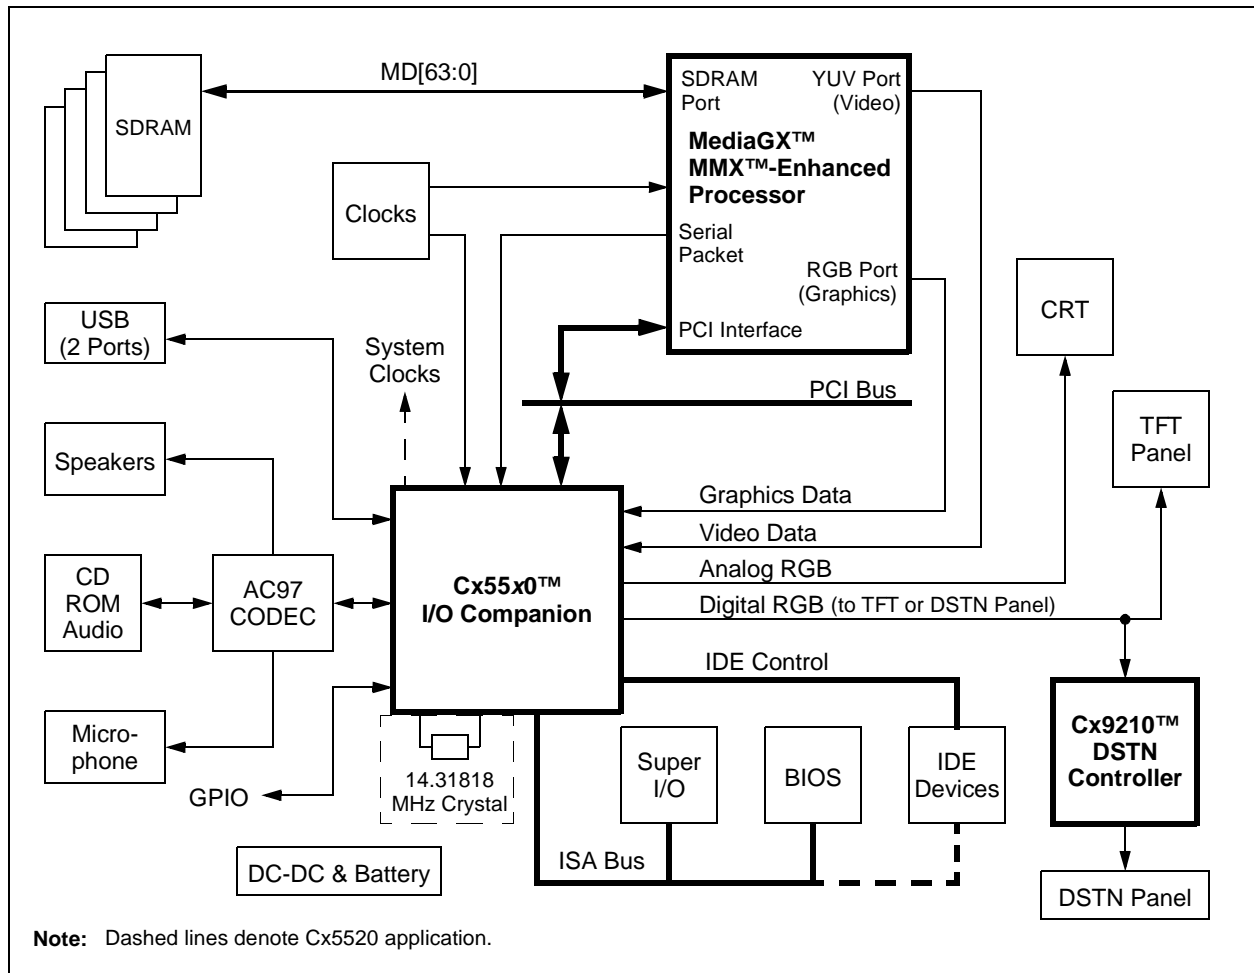 MD[63:0]
SDRAM
SDRAM
Port
YUV Port
(Video)
MediaGX™
MMX™-Enhanced
Processor
Clocks
Serial
Packet
RGB Port
(Graphics)
PCI Interface
CRT
USB
(2 Ports)
System
Clocks
PCI Bus
TFT
Panel
Speakers
Graphics Data
Video Data
Analog RGB
Digital RGB (to TFT or DSTN Panel)
CD
ROM
Audio
AC97
CODEC
Cx55x0™
I/O Companion
IDE Control
Micro-
phone
GPIO
14.31818
MHz Crystal
Super
I/O
BIOS
IDE
Devices
Cx9210™
DSTN
Controller
ISA Bus
DC-DC & Battery
DSTN Panel
Note: Dashed lines denote Cx5520 application.